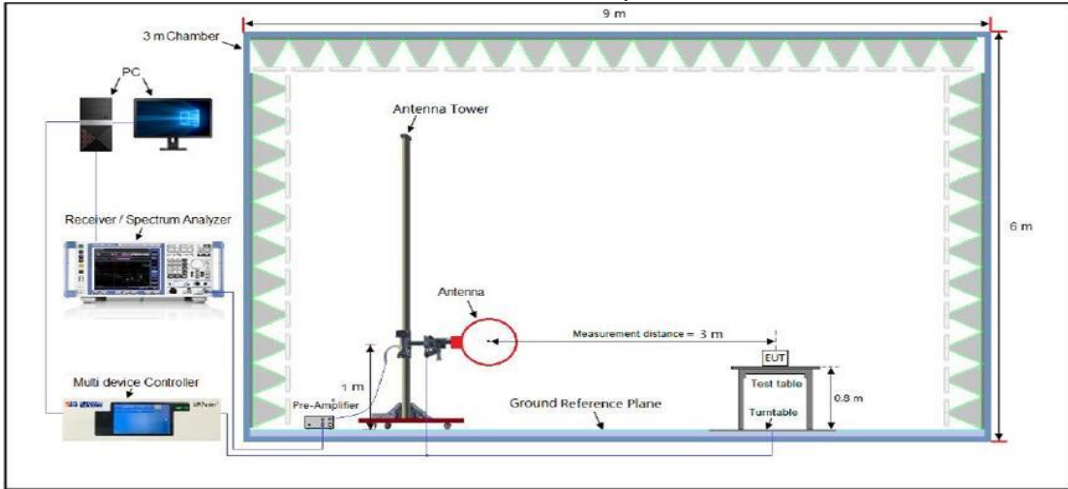 9 m
3 m Chamber
PC
Antenna Tower
Receiver / Spectrum Analyzer
6 m
Antenna
Measurement distance = 3 m
EUT
Multi device Controller
1 m
Test table
0.8 m
Pre-Amplifier
Ground Reference Plane
Turntable